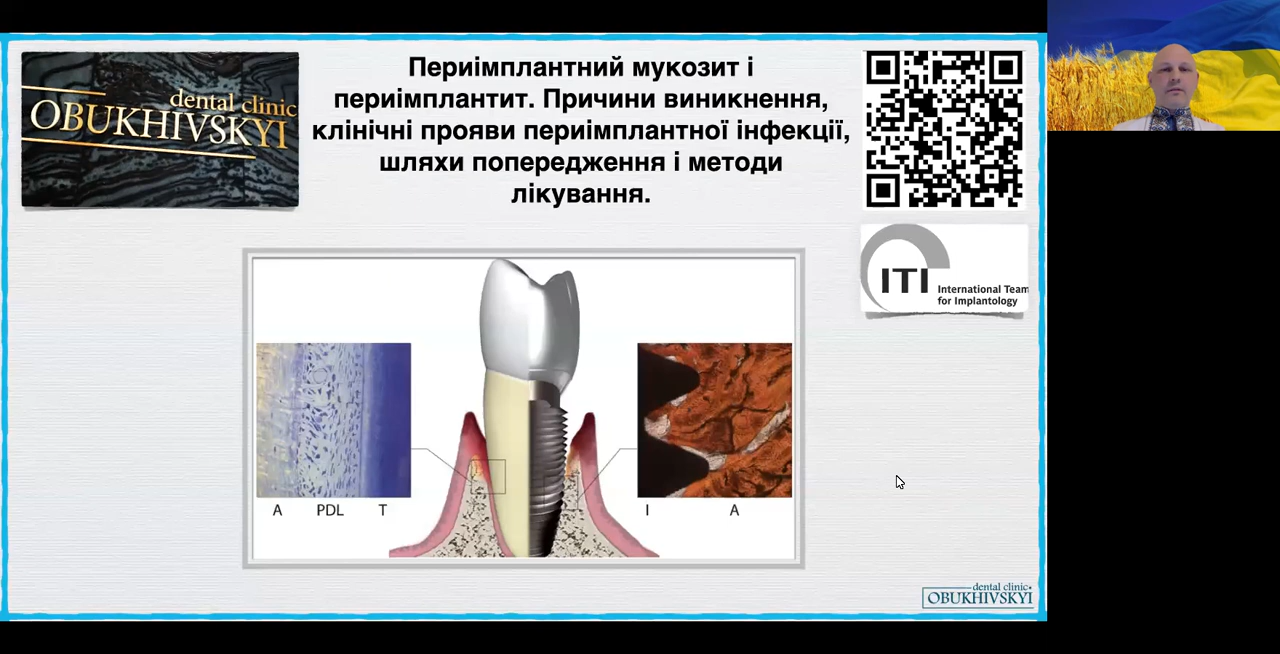 dental clinic
OBUKHIVSKYI
Периімплантний мукозит і
периімплантит. Причини виникнення,
клінічні прояви периімплантної інфекції,
шляхи попередження і методи
лікування.
ITI
International Team
for Implantology
A PDL T
I A
dental clinic
OBUKHIVSKYI